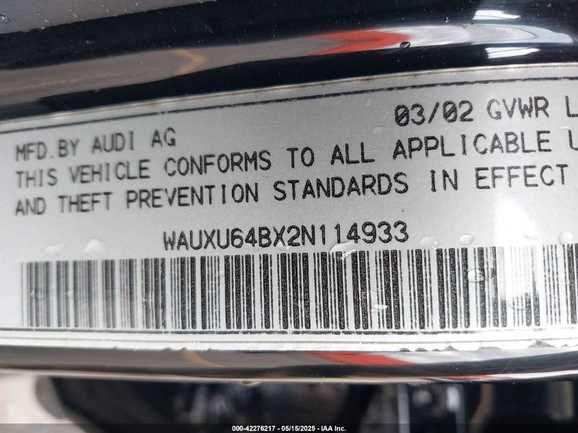 03/02 GVWR L
MFD.BY AUDI AG
THIS VEHICLE CONFORMS TO ALL APPLICABLE U
AND THEFT PREVENTION STANDARDS IN EFFECT
WAUXU64BX2N114933
000-42276217 - 05/15/2025 - IAA Inc.